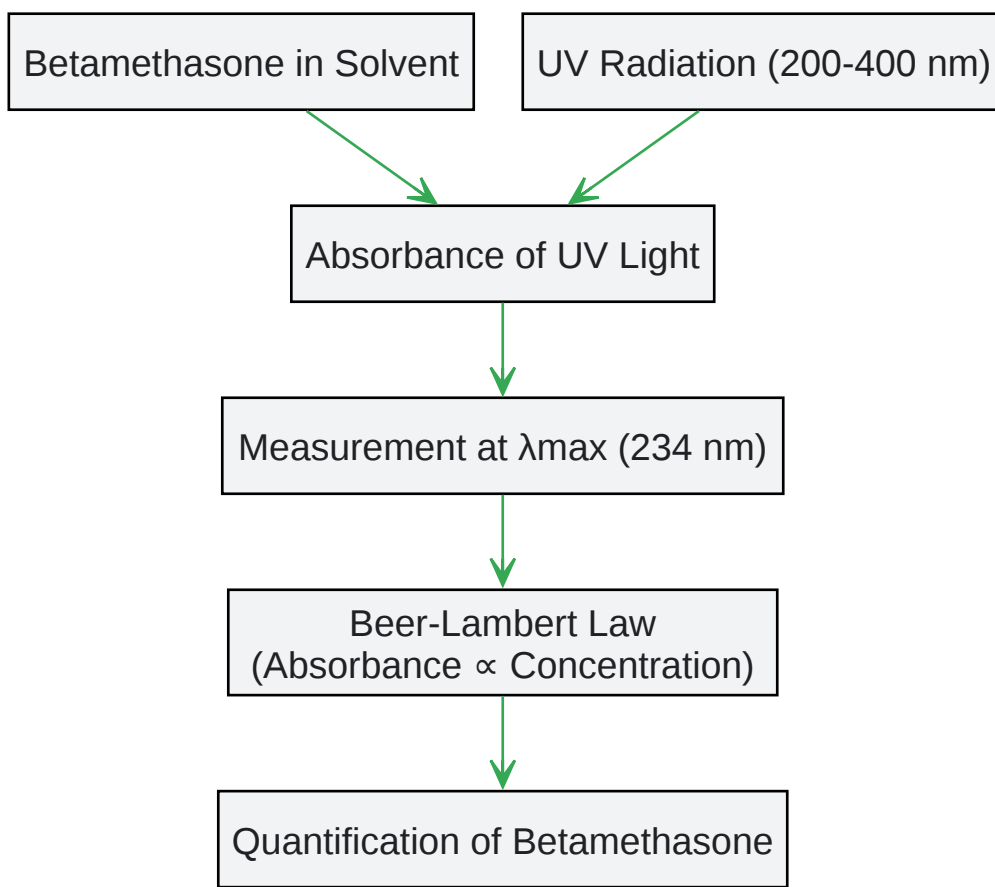 Betamethasone in Solvent
UV Radiation (200-400 nm)
Absorbance of UV Light
Measurement at λmax (234 nm)
Beer-Lambert Law
(Absorbance ∝ Concentration)
Quantification of Betamethasone